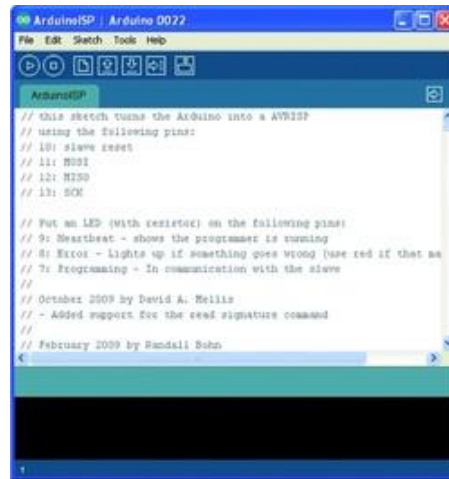 ArduinoISP | Arduino 0022
File Edit Sketch Tools Help
ArduinoISP
// this sketch turns the Arduino into a AVRISP
// using the following pins:
// 10: slave reset
// 11: MOSI
// 12: MISO
// 13: SCK
// Put an LED (with resistor) on the following pins:
// 9: Heartbeat - shows the programmer is running
// 8: Error - Lights up if something goes wrong (use red if that ma
// 7: Programming - In communication with the slave
//
// October 2009 by David A. Mellis
// - Added support for the read signature command
//
// February 2009 by Randall Bohn
1